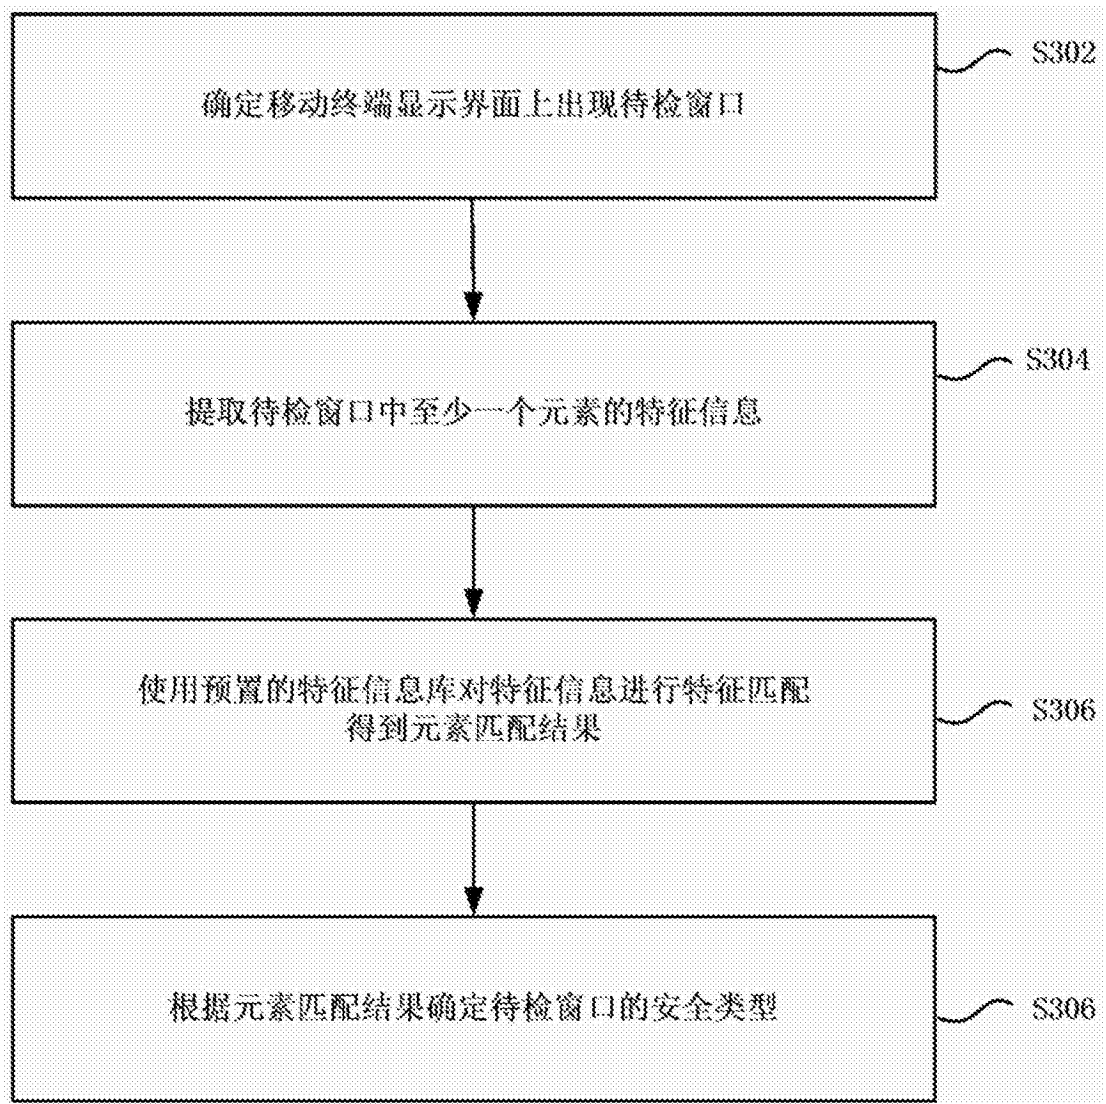 确定移动终端显示界面上出现待检窗口
S302
提取待检窗口中至少一个元素的特征信息
S304
使用预置的特征信息库对特征信息进行特征匹配
得到元素匹配结果
S306
根据元素匹配结果确定待检窗口的安全类型
S306